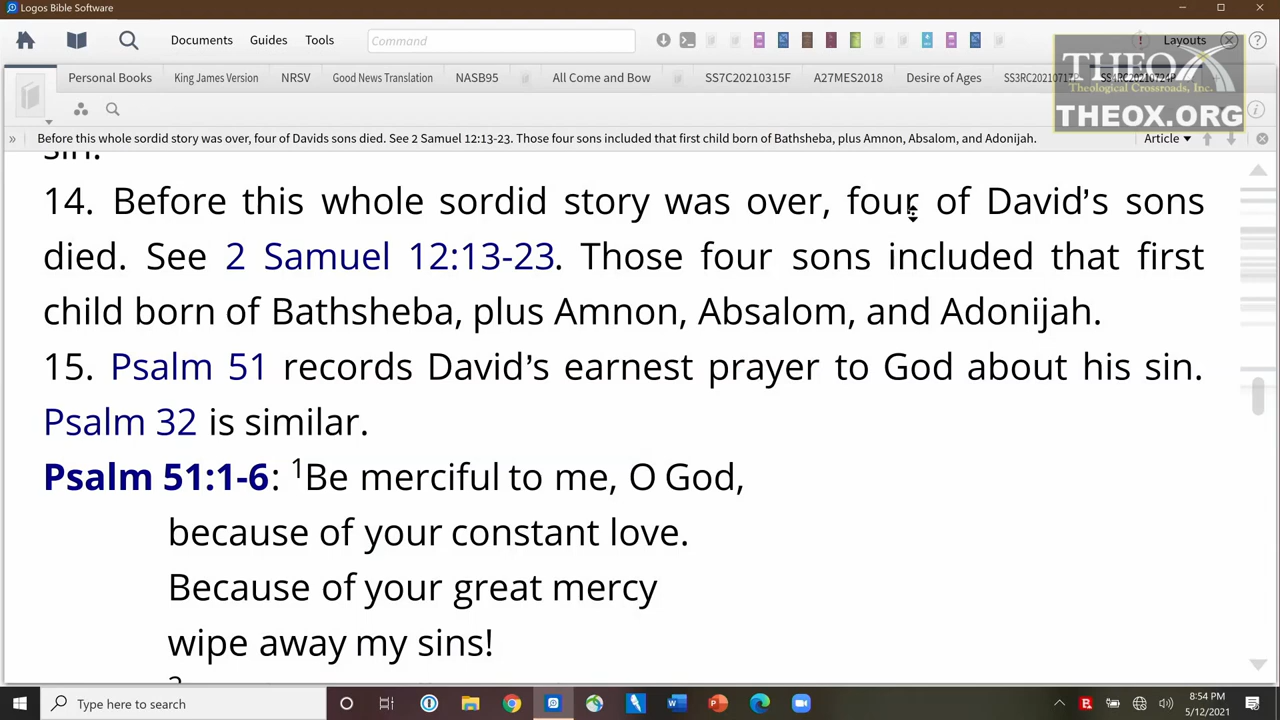 Logos Bible Software
Documents Guides Tools Command Layouts
Personal Books King James Version NRSV Good News Translation NASB95 All Come and Bow SS7C20210315F A27MES2018 Desire of Ages
THEOX
Theological Crossroads, Inc.
THEOX.ORG
» Before this whole sordid story was over, four of Davids sons died. See 2 Samuel 12:13-23. Those four sons included that first child born of Bathsheba, plus Amnon, Absalom, and Adonijah. Article
sin.
14. Before this whole sordid story was over, four of David’s sons
died. See 2 Samuel 12:13-23. Those four sons included that first
child born of Bathsheba, plus Amnon, Absalom, and Adonijah.
15. Psalm 51 records David’s earnest prayer to God about his sin.
Psalm 32 is similar.
Psalm 51:1-6: 1Be merciful to me, O God,
because of your constant love.
Because of your great mercy
wipe away my sins!
Type here to search
8:54 PM
5/12/2021